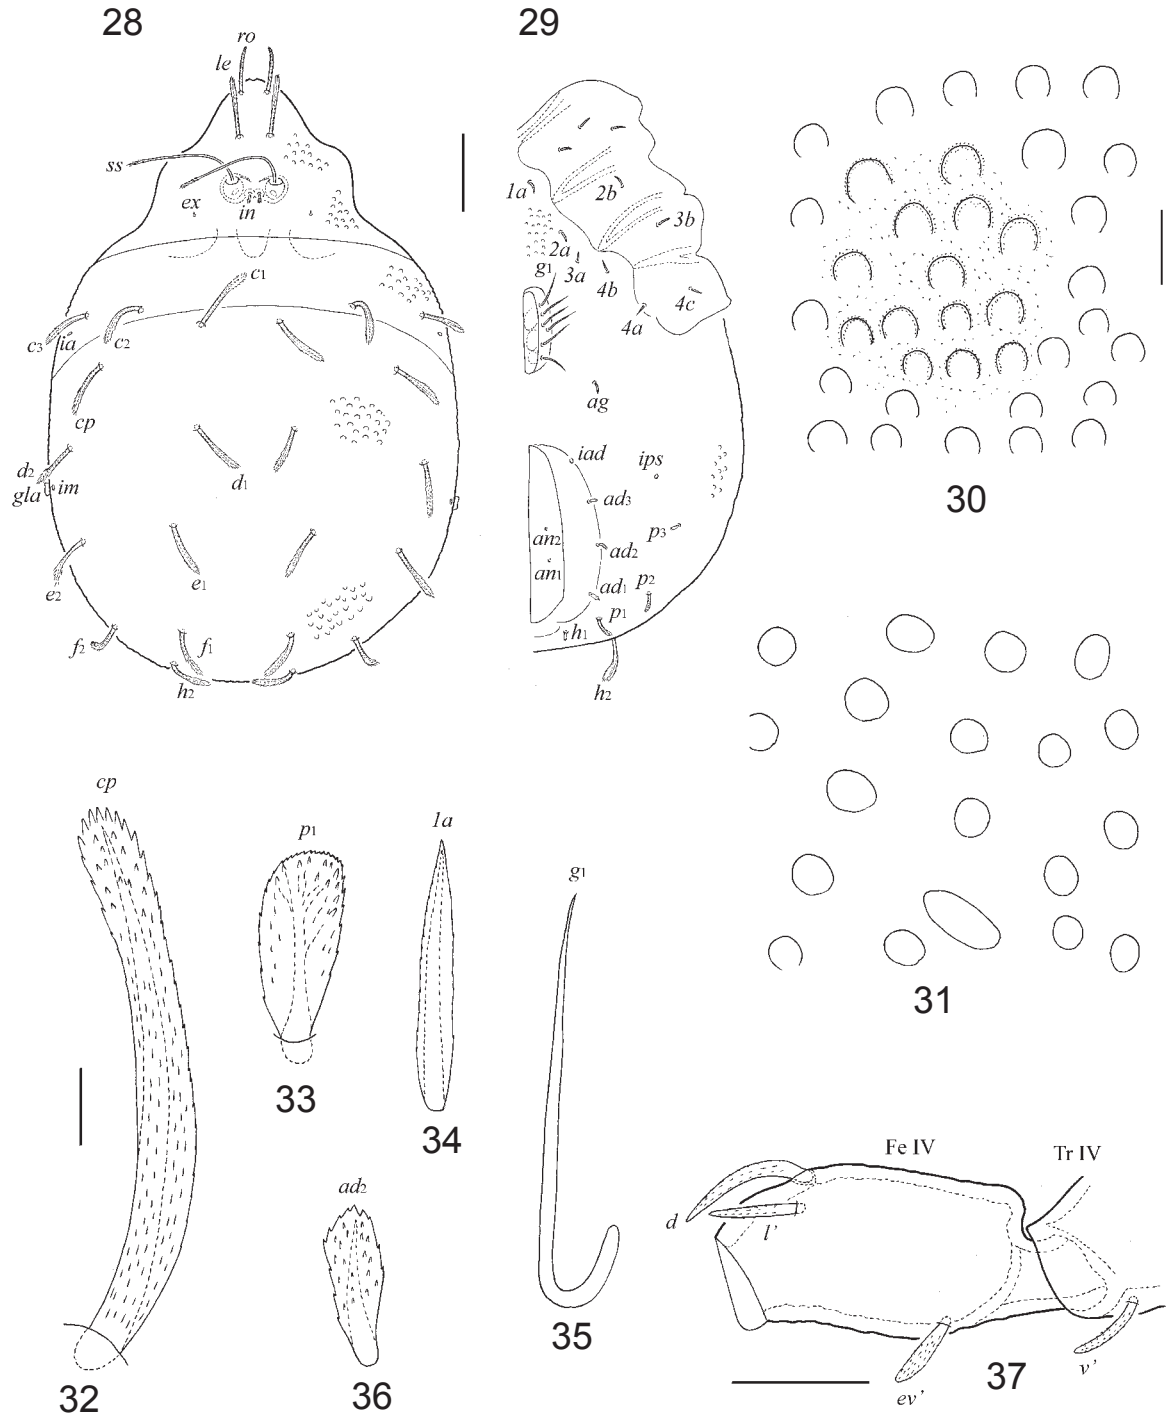 28
29
ro
le
ss
ex
in
c1
c3
ia
c2
cp
d2
gla
im
d1
e1
e2
f2
f1
h2
1a
2b
3b
2a
3a
g1
4b
4a
4c
ag
iad
ips
ad3
p3
an2
ad2
an1
ad1
p2
p1
h1
h2
30
31
cp
p1
1a
g1
33
34
ad2
32
36
35
Fe IV
Tr IV
d
l'
ev'
v'
37